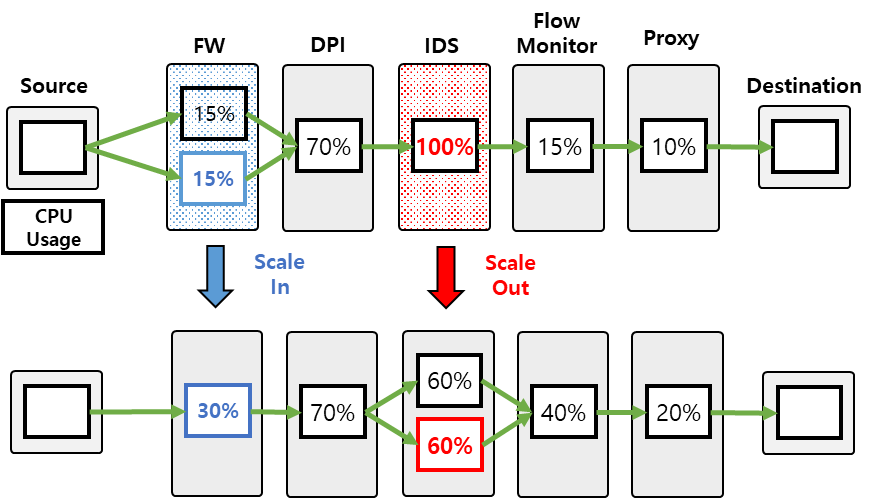 FW
DPI
IDS
Flow
Monitor
Proxy
Source
Destination
15%
15%
70%
100%
15%
10%
CPU
Usage
Scale
In
Scale
Out
30%
70%
60%
60%
40%
20%